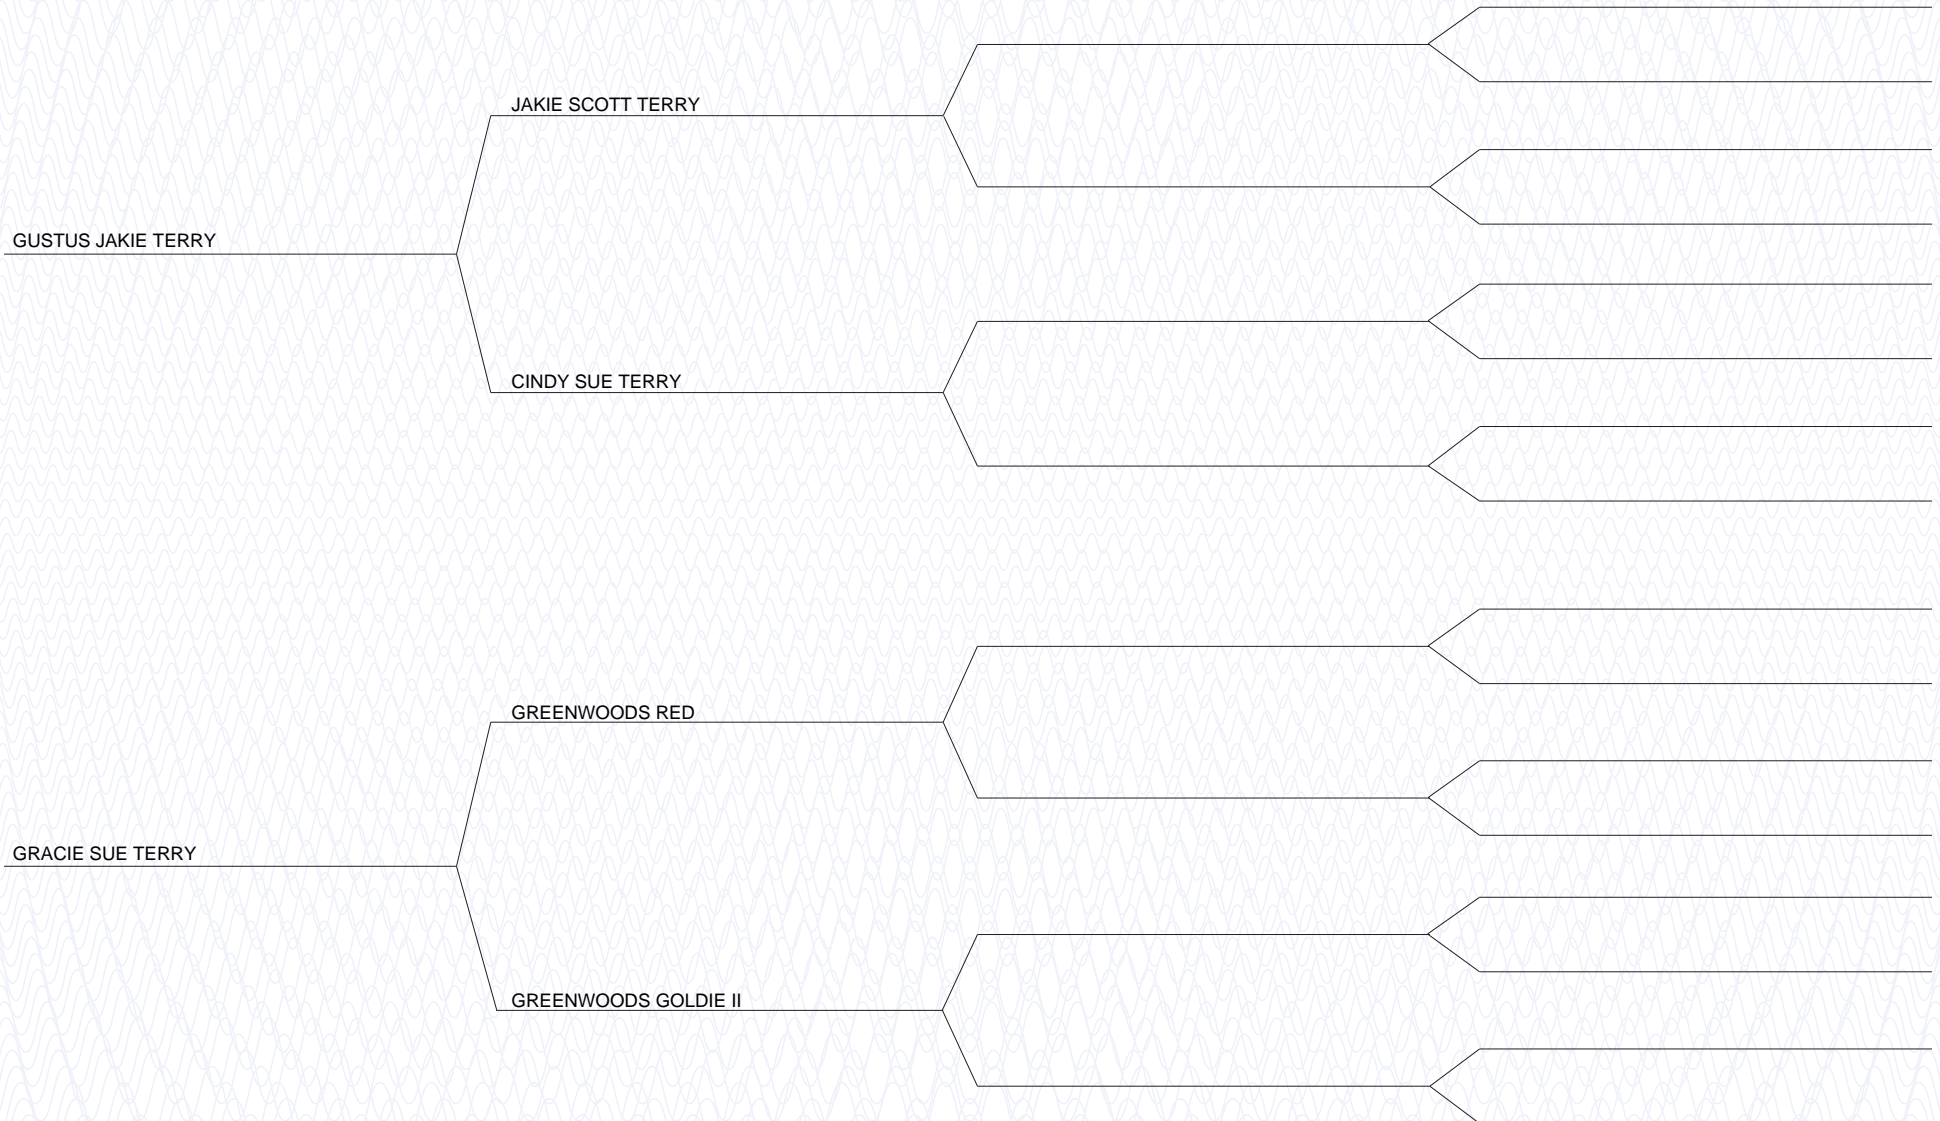 JAKIE SCOTT TERRY
GUSTUS JAKIE TERRY
CINDY SUE TERRY
GREENWOODS RED
GRACIE SUE TERRY
GREENWOODS GOLDIE II